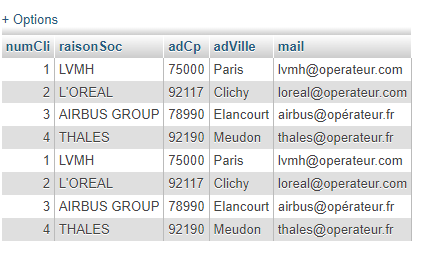 + Options
numCli raisonSoc adCp adVille mail
1 LVMH 75000 Paris lvmh@operateur.com
2 L'OREAL 92117 Clichy loreal@operateur.com
3 AIRBUS GROUP 78990 Elancourt airbus@opérateur.fr
4 THALES 92190 Meudon thales@operateur.fr
1 LVMH 75000 Paris lvmh@operateur.com
2 L'OREAL 92117 Clichy loreal@operateur.com
3 AIRBUS GROUP 78990 Elancourt airbus@opérateur.fr
4 THALES 92190 Meudon thales@operateur.fr